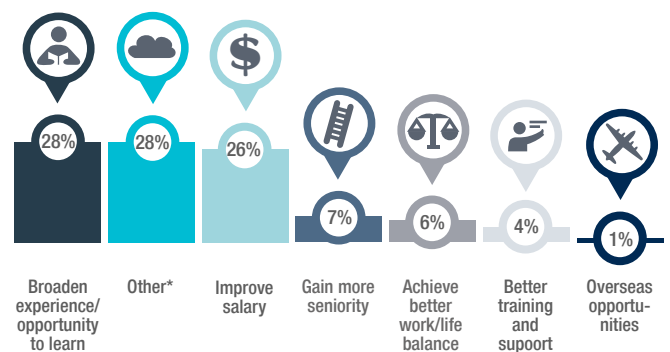 $
28%
28%
26%
7%
6%
4%
1%
Broaden
experience/
opportunity
to learn
Other*
Improve
salary
Gain more
seniority
Achieve
better
work/life
balance
Better
training
and
supoort
Overseas
opportu-
nities